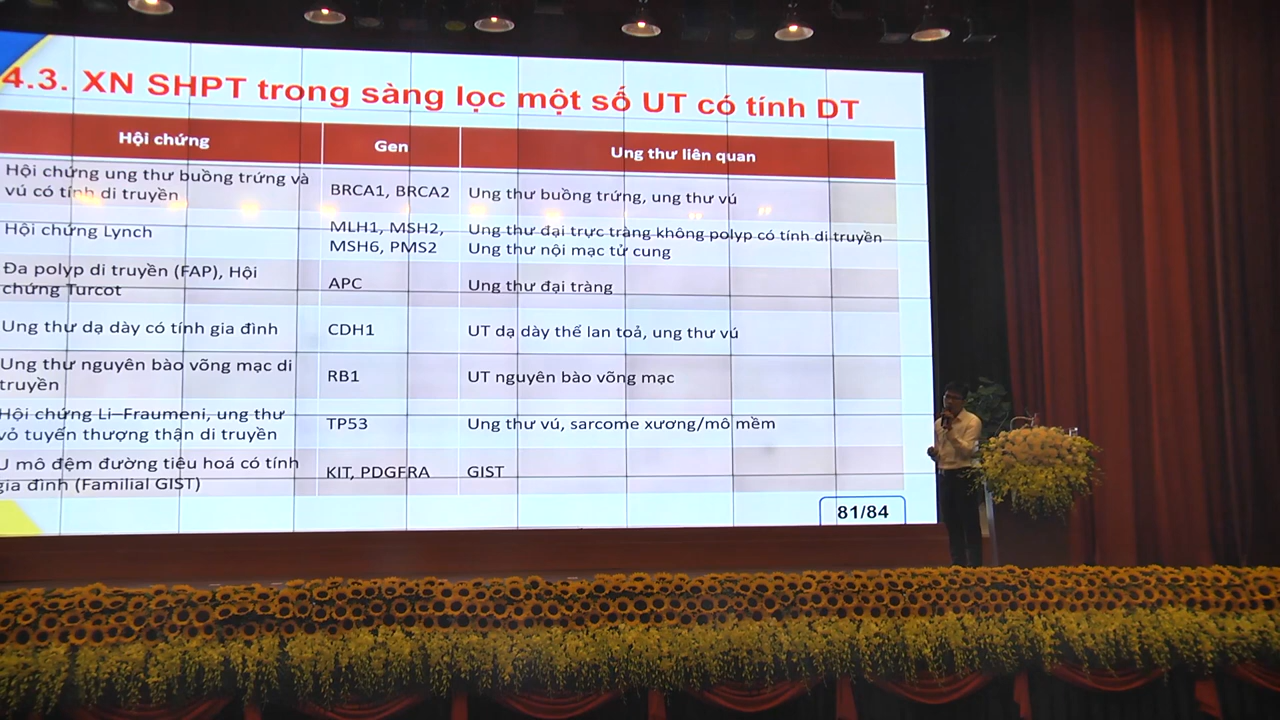 4.3. XN SHPT trong sàng lọc một số UT có tính DT
Hội chứng
Gen
Ung thư liên quan
Hội chứng ung thư buồng trứng và
vú có tính di truyền
BRCA1, BRCA2
Ung thư buồng trứng, ung thư vú
Hội chứng Lynch
MLH1, MSH2,
MSH6, PMS2
Ung thư đại trực tràng không polyp có tính di truyền
Ung thư nội mạc tử cung
Đa polyp di truyền (FAP), Hội
chứng Turcot
APC
Ung thư đại tràng
Ung thư dạ dày có tính gia đình
CDH1
UT dạ dày thể lan toả, ung thư vú
Ung thư nguyên bào võng mạc di
truyền
RB1
UT nguyên bào võng mạc
Hội chứng Li–Fraumeni, ung thư
vỏ tuyến thượng thận di truyền
TP53
Ung thư vú, sarcome xương/mô mềm
U mô đệm đường tiêu hoá có tính
gia đình (Familial GIST)
KIT, PDGFRA
GIST
81/84